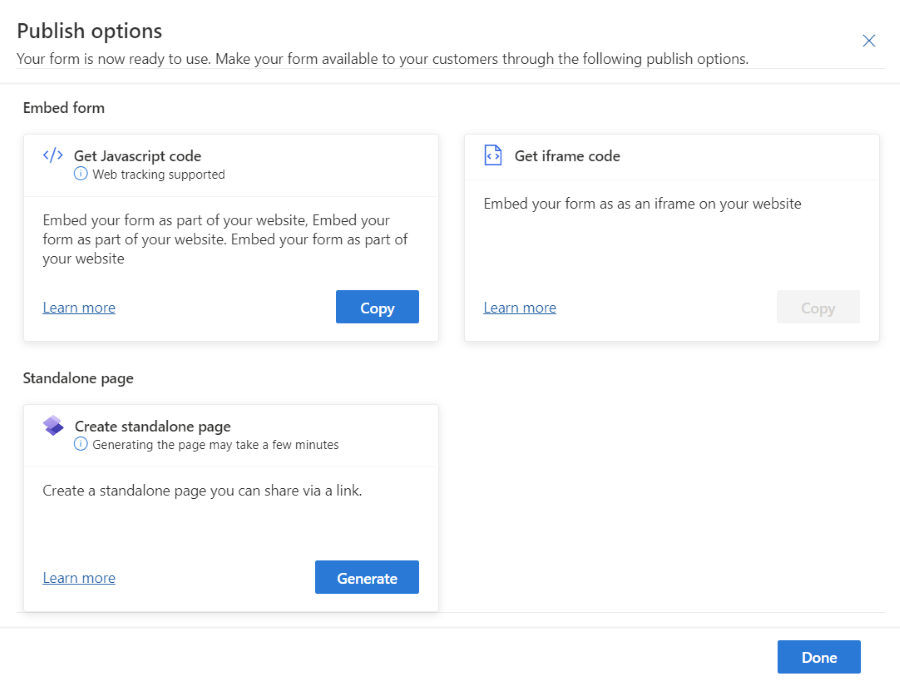 Publish options
Your form is now ready to use. Make your form available to your customers through the following publish options.
Embed form
Get Javascript code
Web tracking supported
Embed your form as part of your website, Embed your
form as part of your website. Embed your form as part of
your website
Learn more
Copy
Get iframe code
Embed your form as as an iframe on your website
Learn more
Copy
Standalone page
Create standalone page
Generating the page may take a few minutes
Create a standalone page you can share via a link.
Learn more
Generate
Done